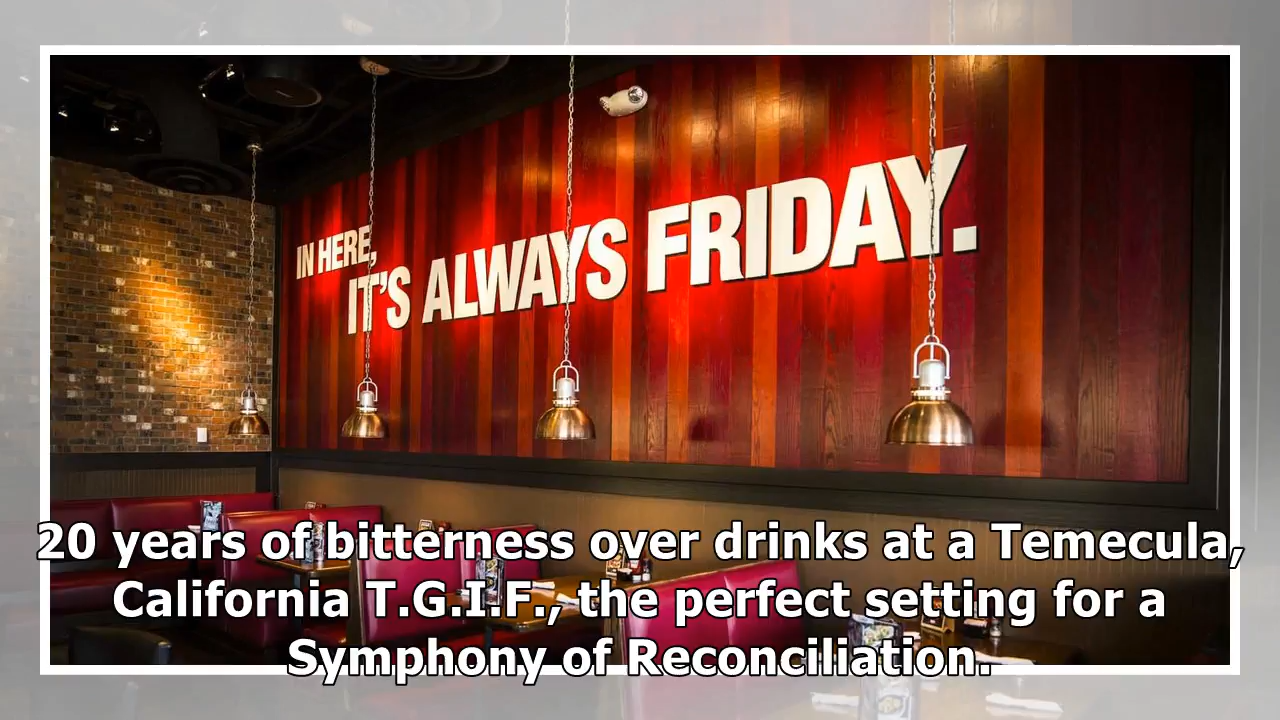 IN HERE,
IT'S ALWAYS FRIDAY.
20 years of bitterness over drinks at a Temecula,
California T.G.I.F., the perfect setting for a
Symphony of Reconciliation.